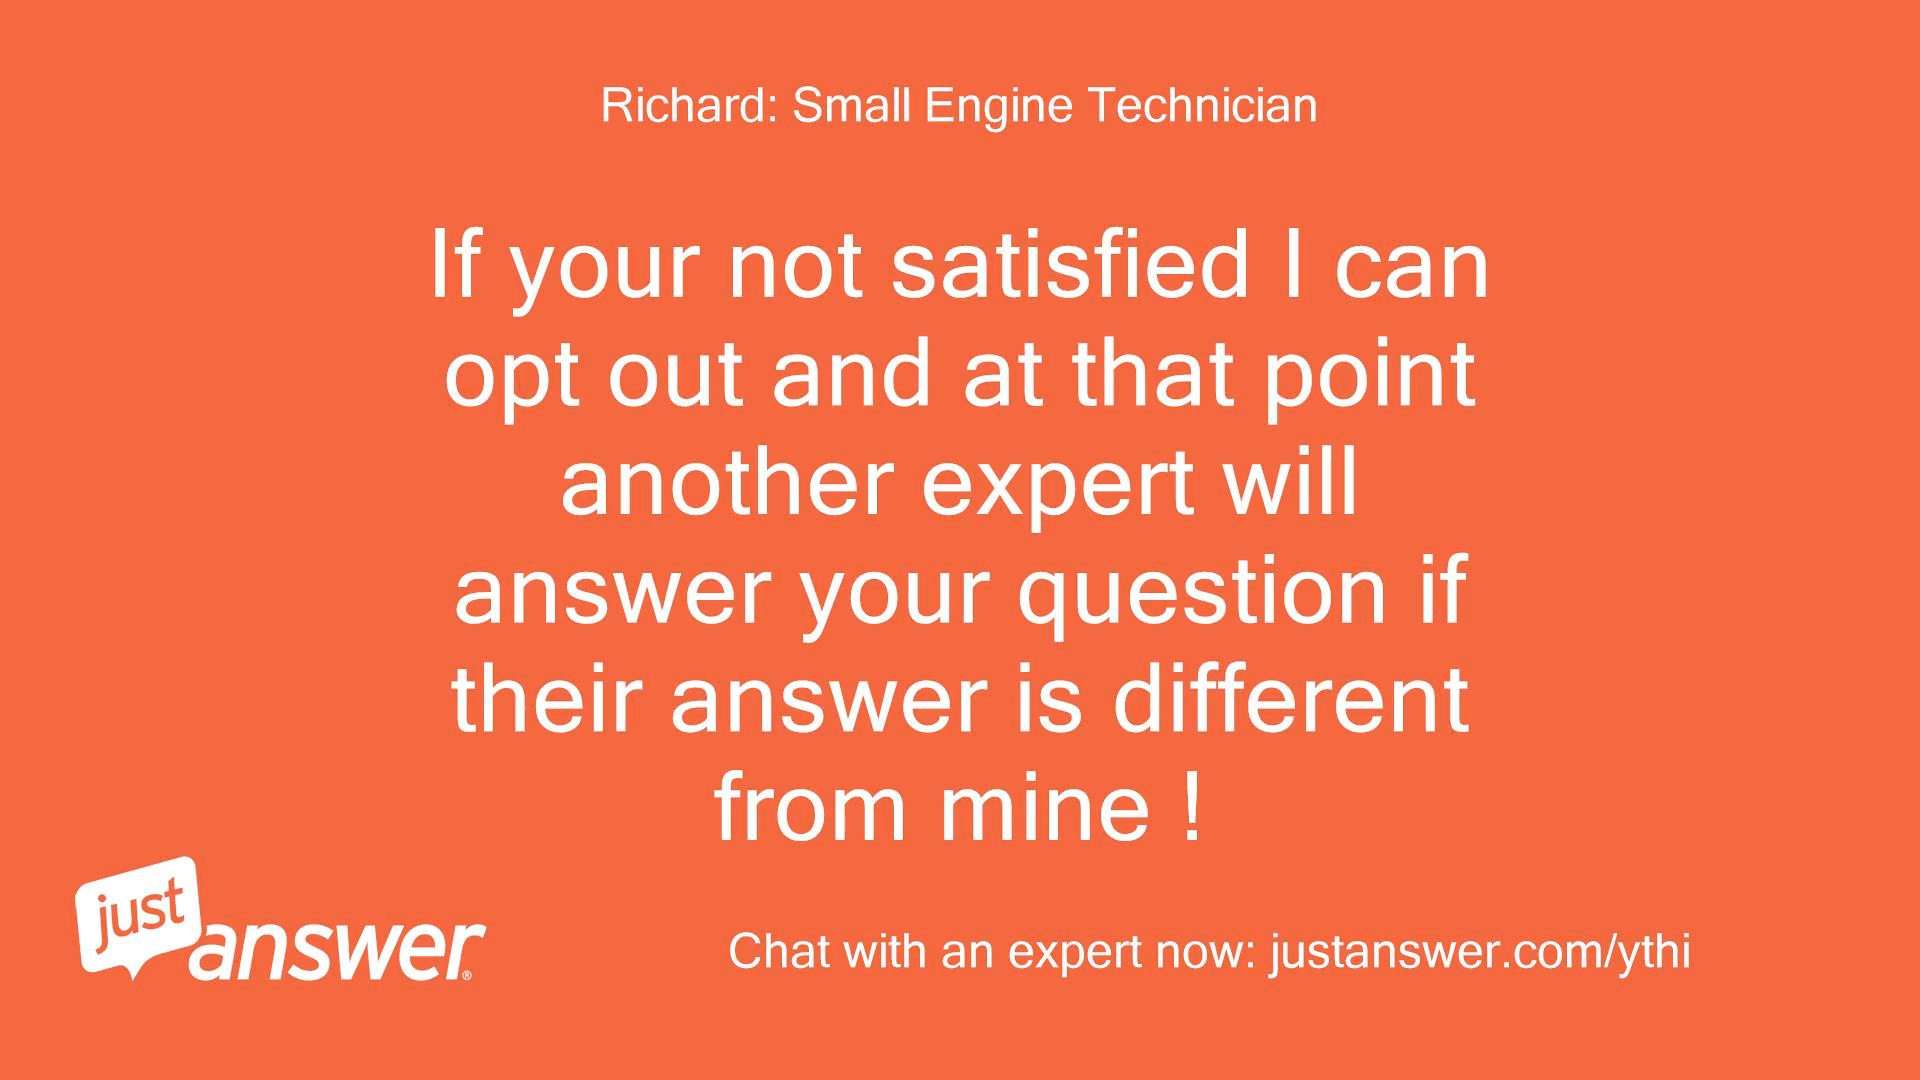 Richard: Small Engine Technician
If your not satisfied I can
opt out and at that point
another expert will
answer your question if
their answer is different
from mine !
just
answer®
Chat with an expert now: justanswer.com/ythi